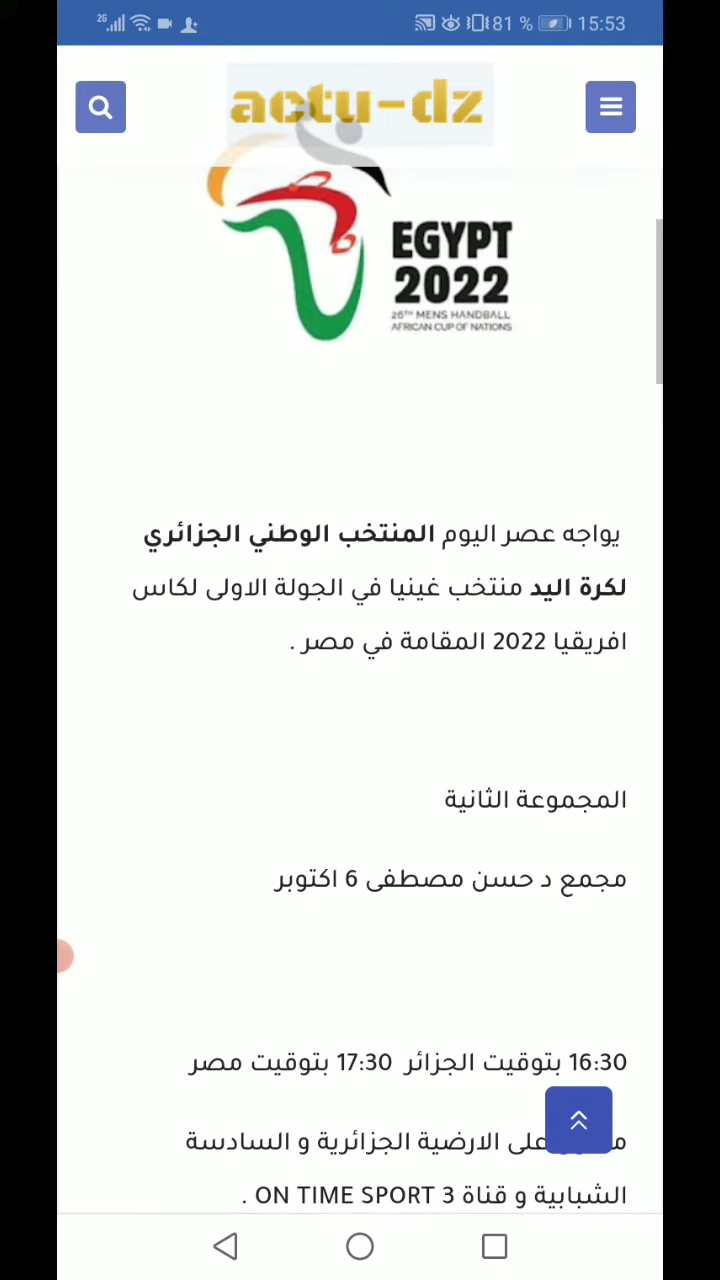 2G 81 % 15:53
actu-dz
EGYPT
2022
26TH MENS HANDBALL
AFRICAN CUP OF NATIONS
يواجه عصر اليوم المنتخب الوطني الجزائري
لكرة اليد منتخب غينيا في الجولة الاولى لكاس
افريقيا 2022 المقامة في مصر .
المجموعة الثانية
مجمع د حسن مصطفى 6 اكتوبر
16:30 بتوقيت الجزائر 17:30 بتوقيت مصر
على الارضية الجزائرية و السادسة
الشبابية و قناة ON TIME SPORT 3 .